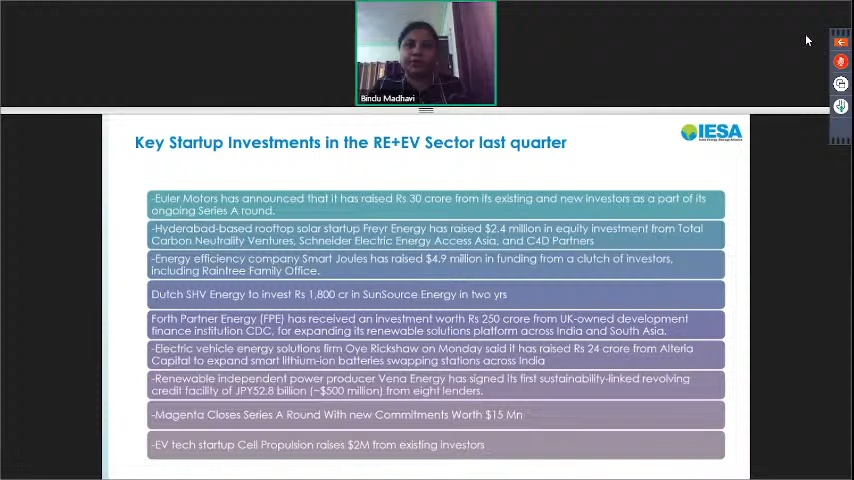 Bindu Madhavi
Key Startup Investments in the RE+EV Sector last quarter
IESA
India Energy Storage Alliance
-Euler Motors has announced that it has raised Rs 30 crore from its existing and new investors as a part of its
ongoing Series A round.
-Hyderabad-based rooftop solar startup Freyr Energy has raised $2.4 million in equity investment from Total
Carbon Neutrality Ventures, Schneider Electric Energy Access Asia, and C4D Partners
-Energy efficiency company Smart Joules has raised $4.9 million in funding from a clutch of investors,
including Raintree Family Office.
Dutch SHV Energy to invest Rs 1,800 cr in SunSource Energy in two yrs
Forth Partner Energy (FPE) has received an investment worth Rs 250 crore from UK-owned development
finance institution CDC, for expanding its renewable solutions platform across India and South Asia.
-Electric vehicle energy solutions firm Oye Rickshaw on Monday said it has raised Rs 24 crore from Alteria
Capital to expand smart lithium-ion batteries swapping stations across India
-Renewable independent power producer Vena Energy has signed its first sustainability-linked revolving
credit facility of JPY52.8 billion (~$500 million) from eight lenders.
-Magenta Closes Series A Round With new Commitments Worth $15 Mn
-EV tech startup Cell Propulsion raises $2M from existing investors